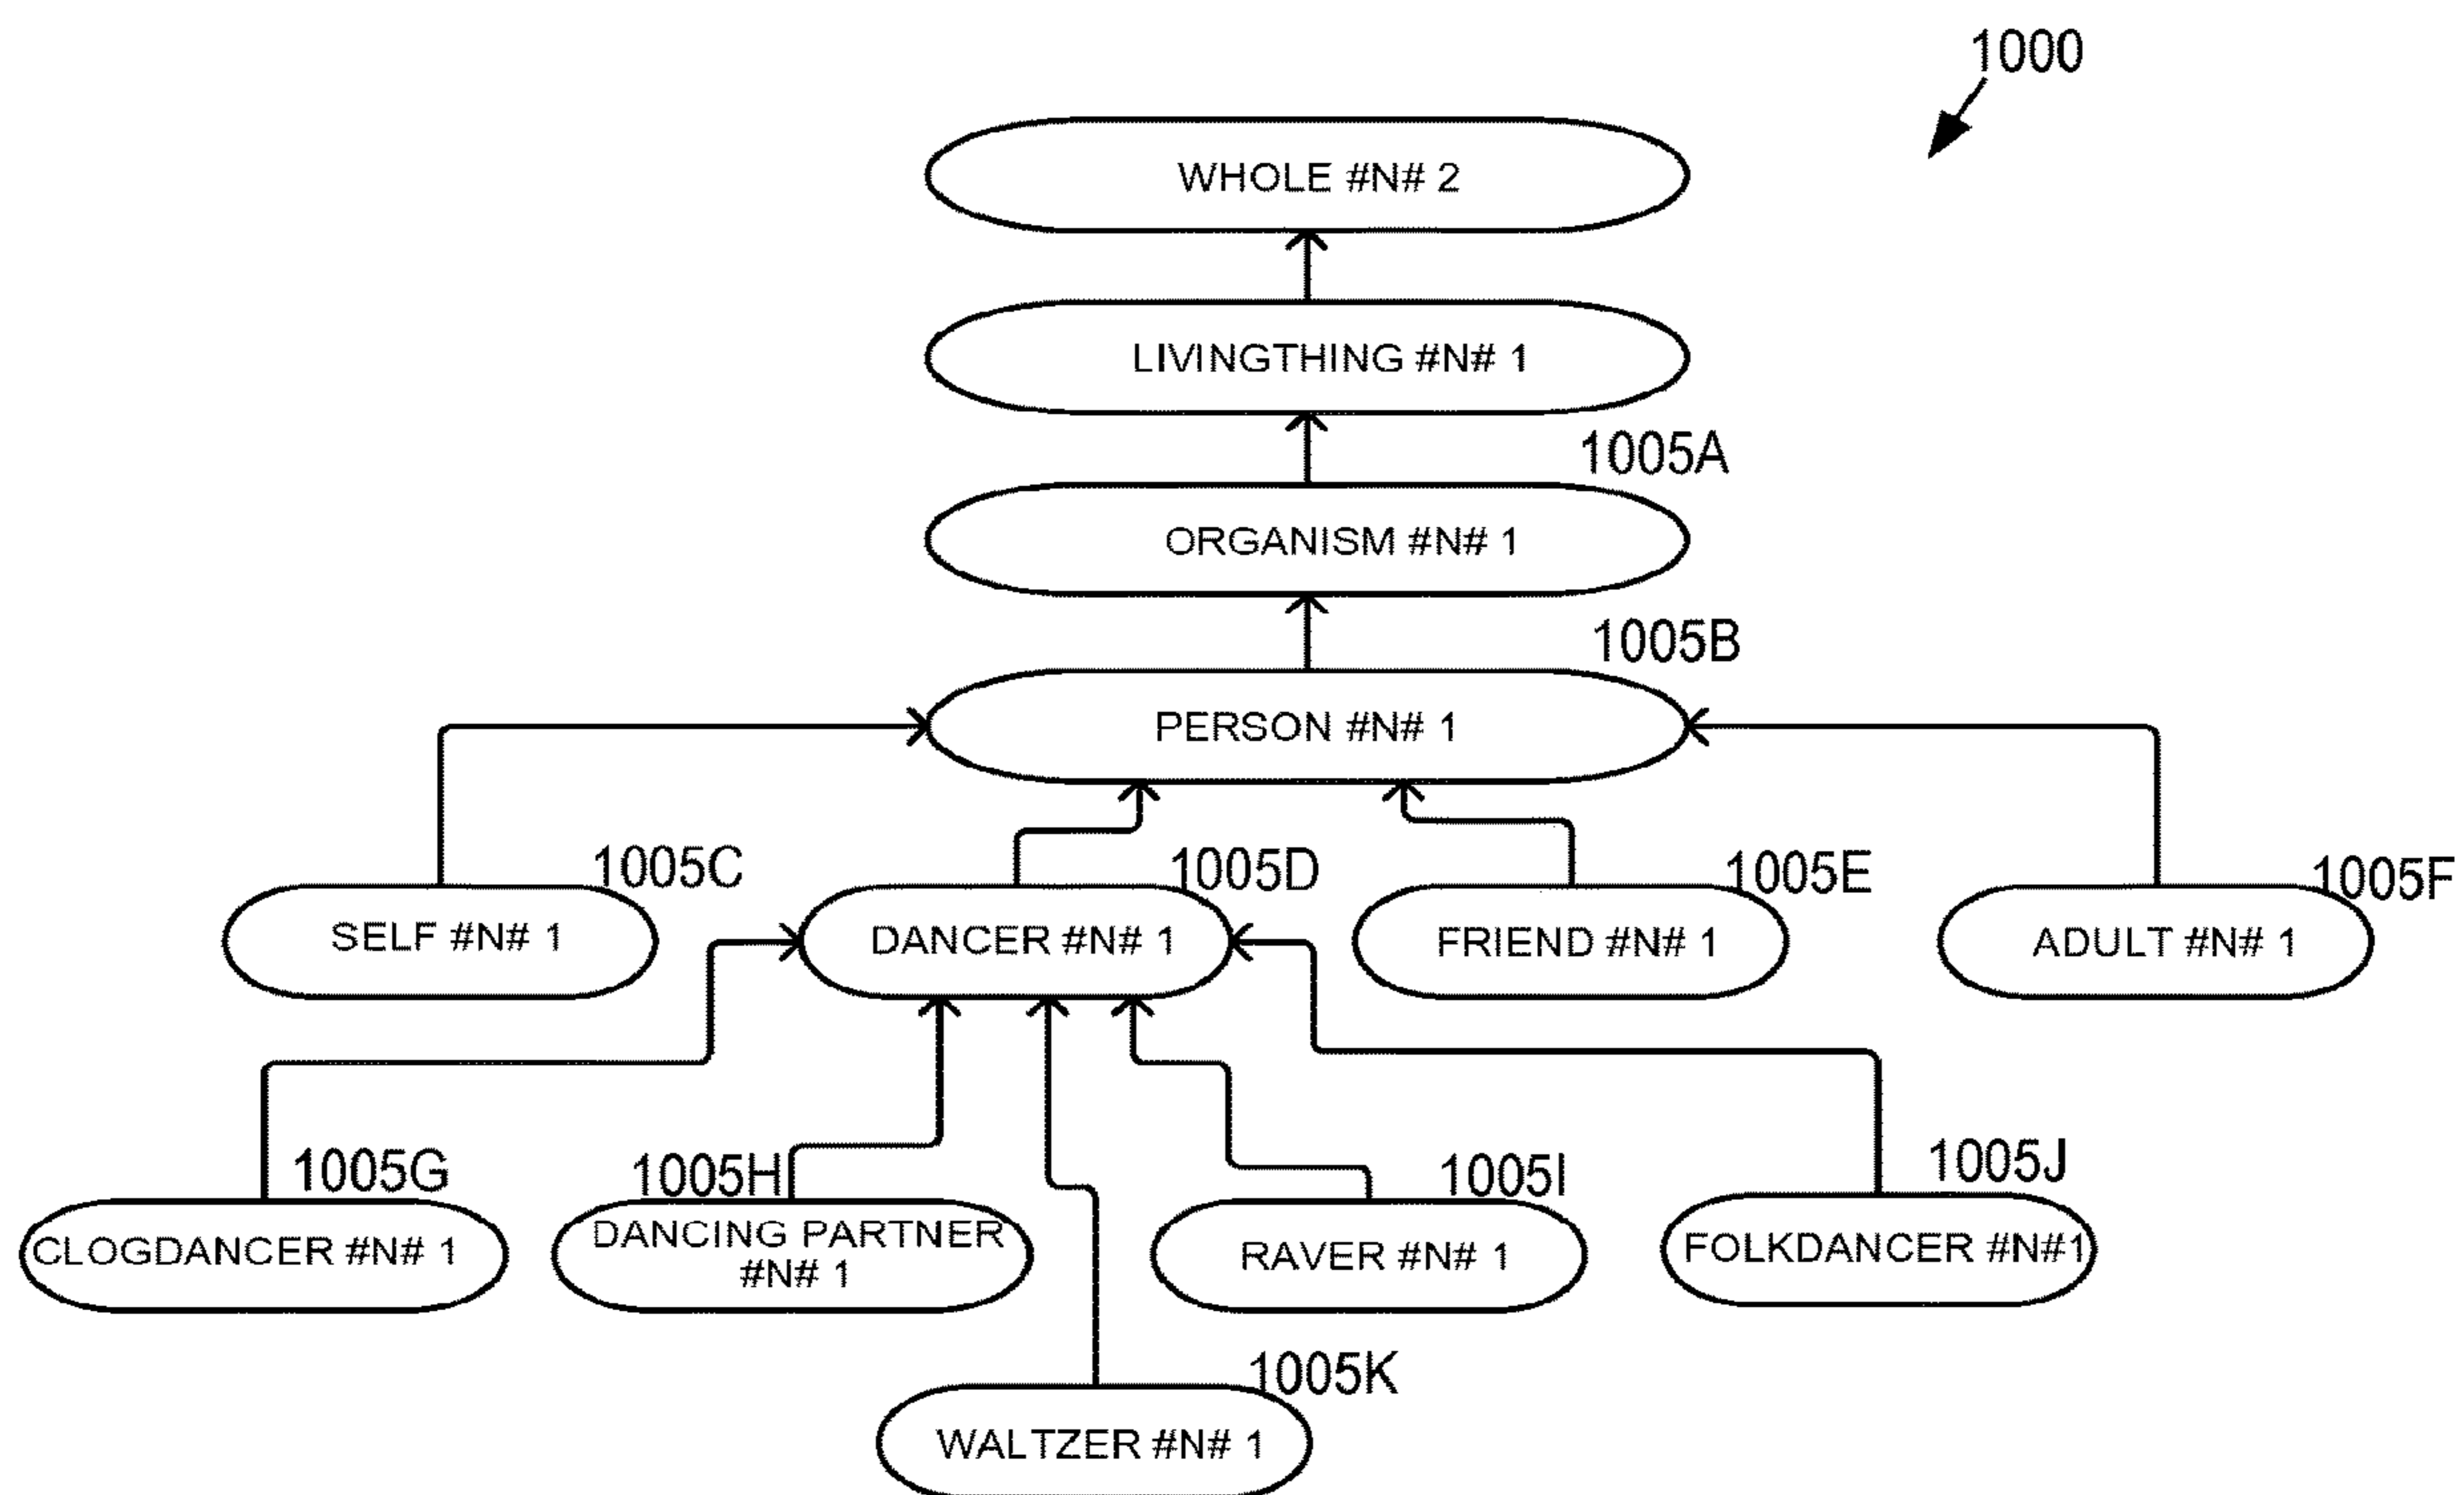 1000
WHOLE #N# 2
LIVINGTHING #N# 1
1005A
ORGANISM #N# 1
1005B
PERSON #N# 1
1005C
1005D
1005E
1005F
SELF #N# 1
DANCER #N# 1
FRIEND #N# 1
ADULT #N# 1
1005G
1005H
1005I
1005J
CLOGDANCER #N# 1
DANCING PARTNER
#N# 1
RAVER #N# 1
FOLKDANCER #N#1
1005K
WALTZER #N# 1